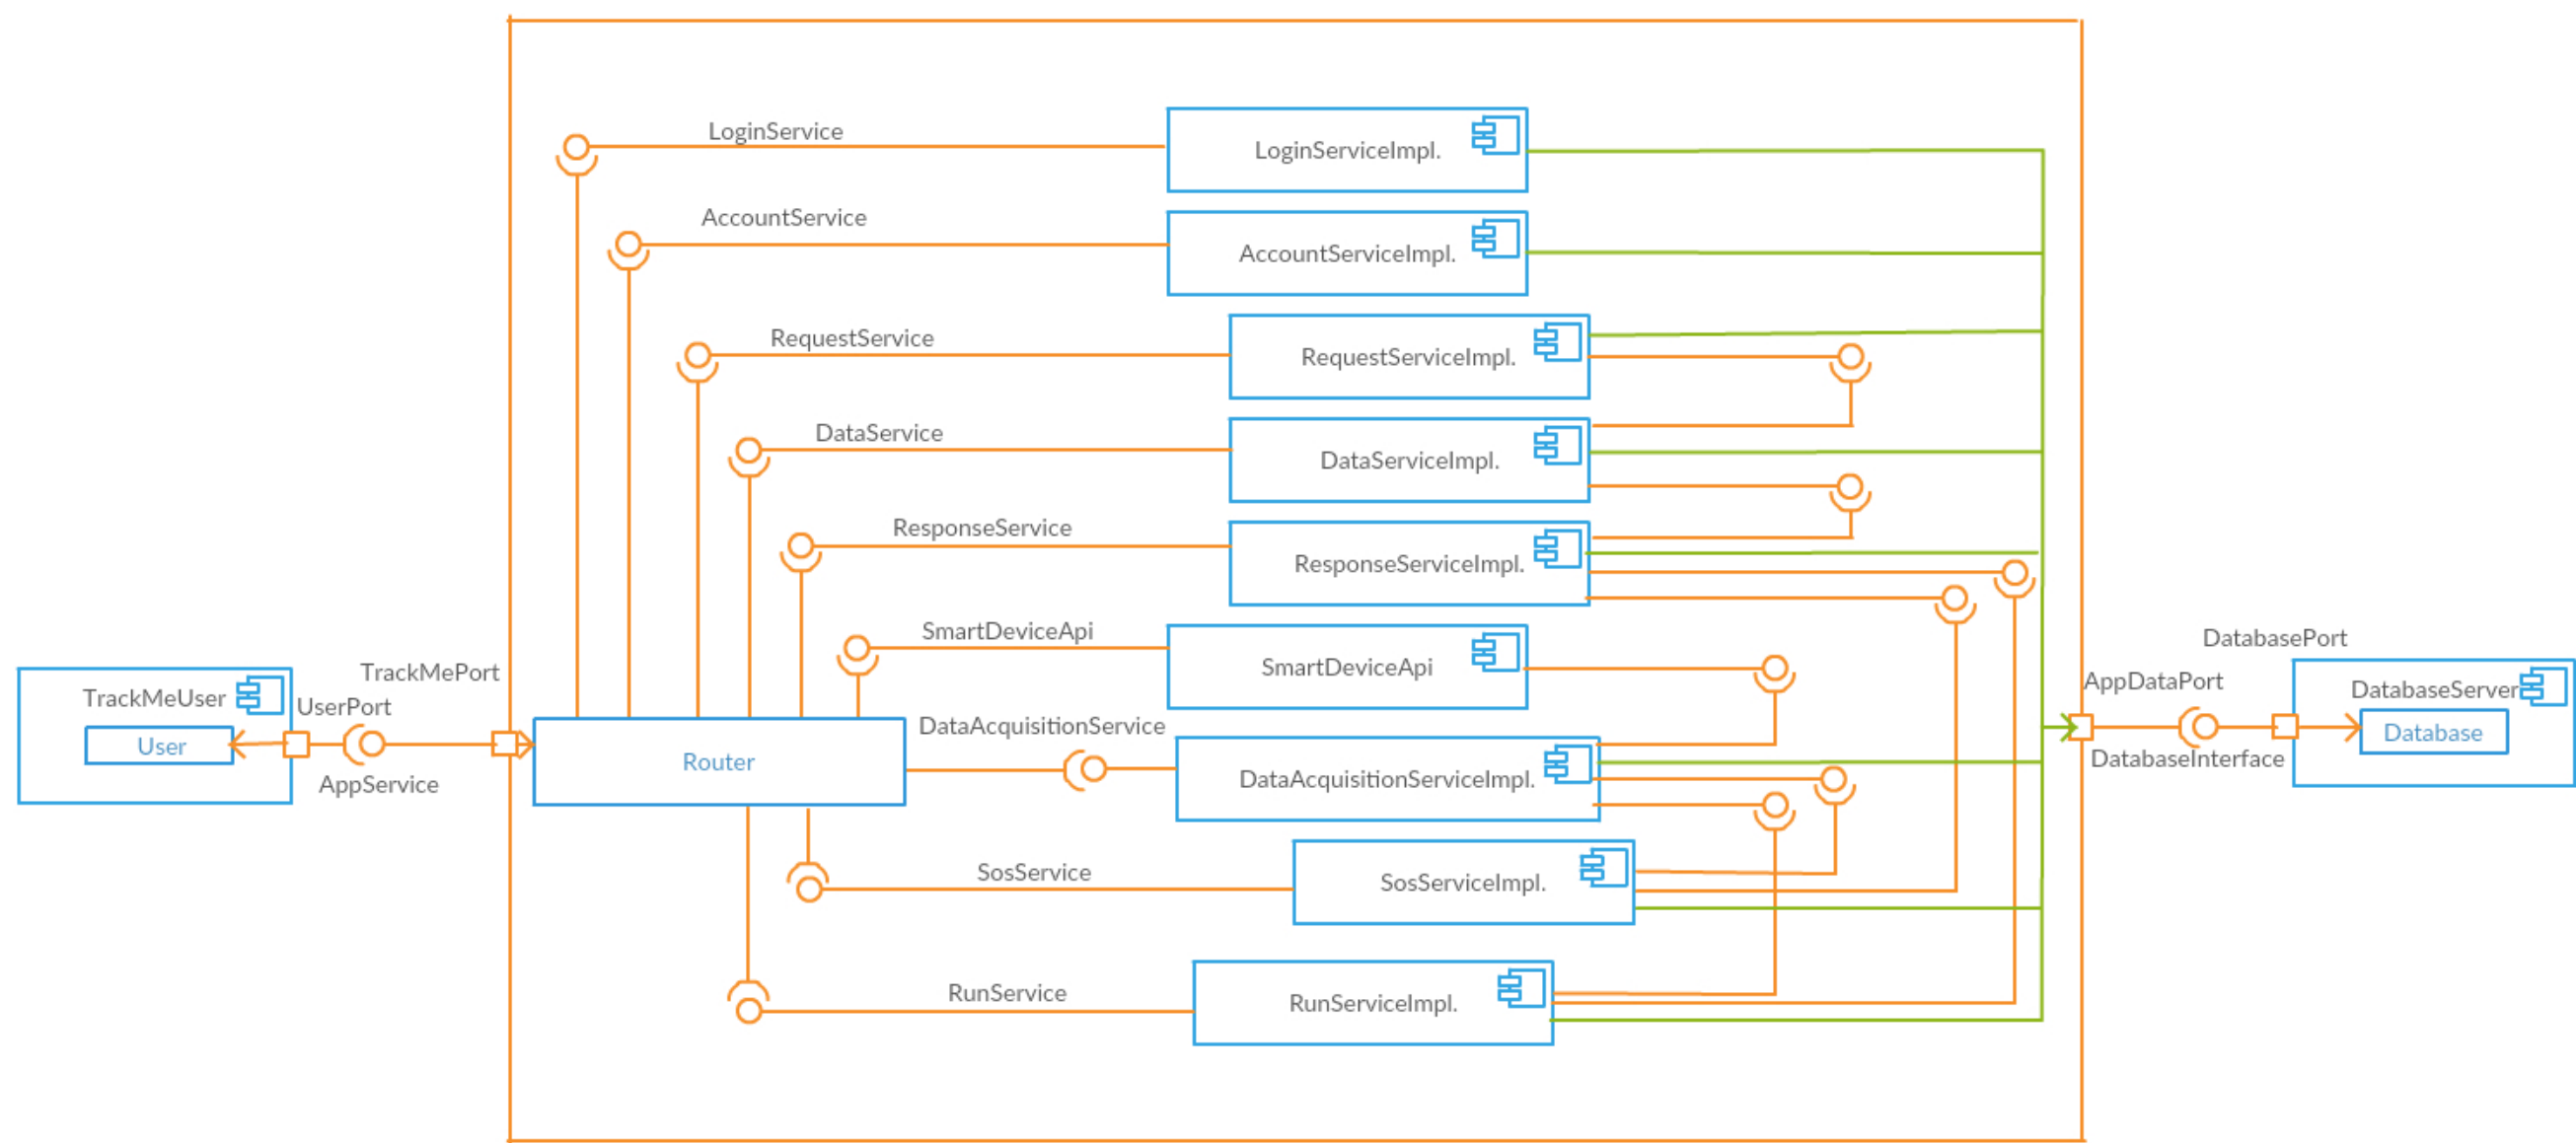 LoginService
LoginServiceImpl.
AccountService
AccountServiceImpl.
RequestService
RequestServiceImpl.
DataService
DataServiceImpl.
ResponseService
ResponseServiceImpl.
SmartDeviceApi
SmartDeviceApi
TrackMePort
TrackMeUser
UserPort
User
AppService
Router
DataAcquisitionService
DataAcquisitionServiceImpl.
DatabasePort
AppDataPort
DatabaseServer
Database
DatabaseInterface
SosService
SosServiceImpl.
RunService
RunServiceImpl.